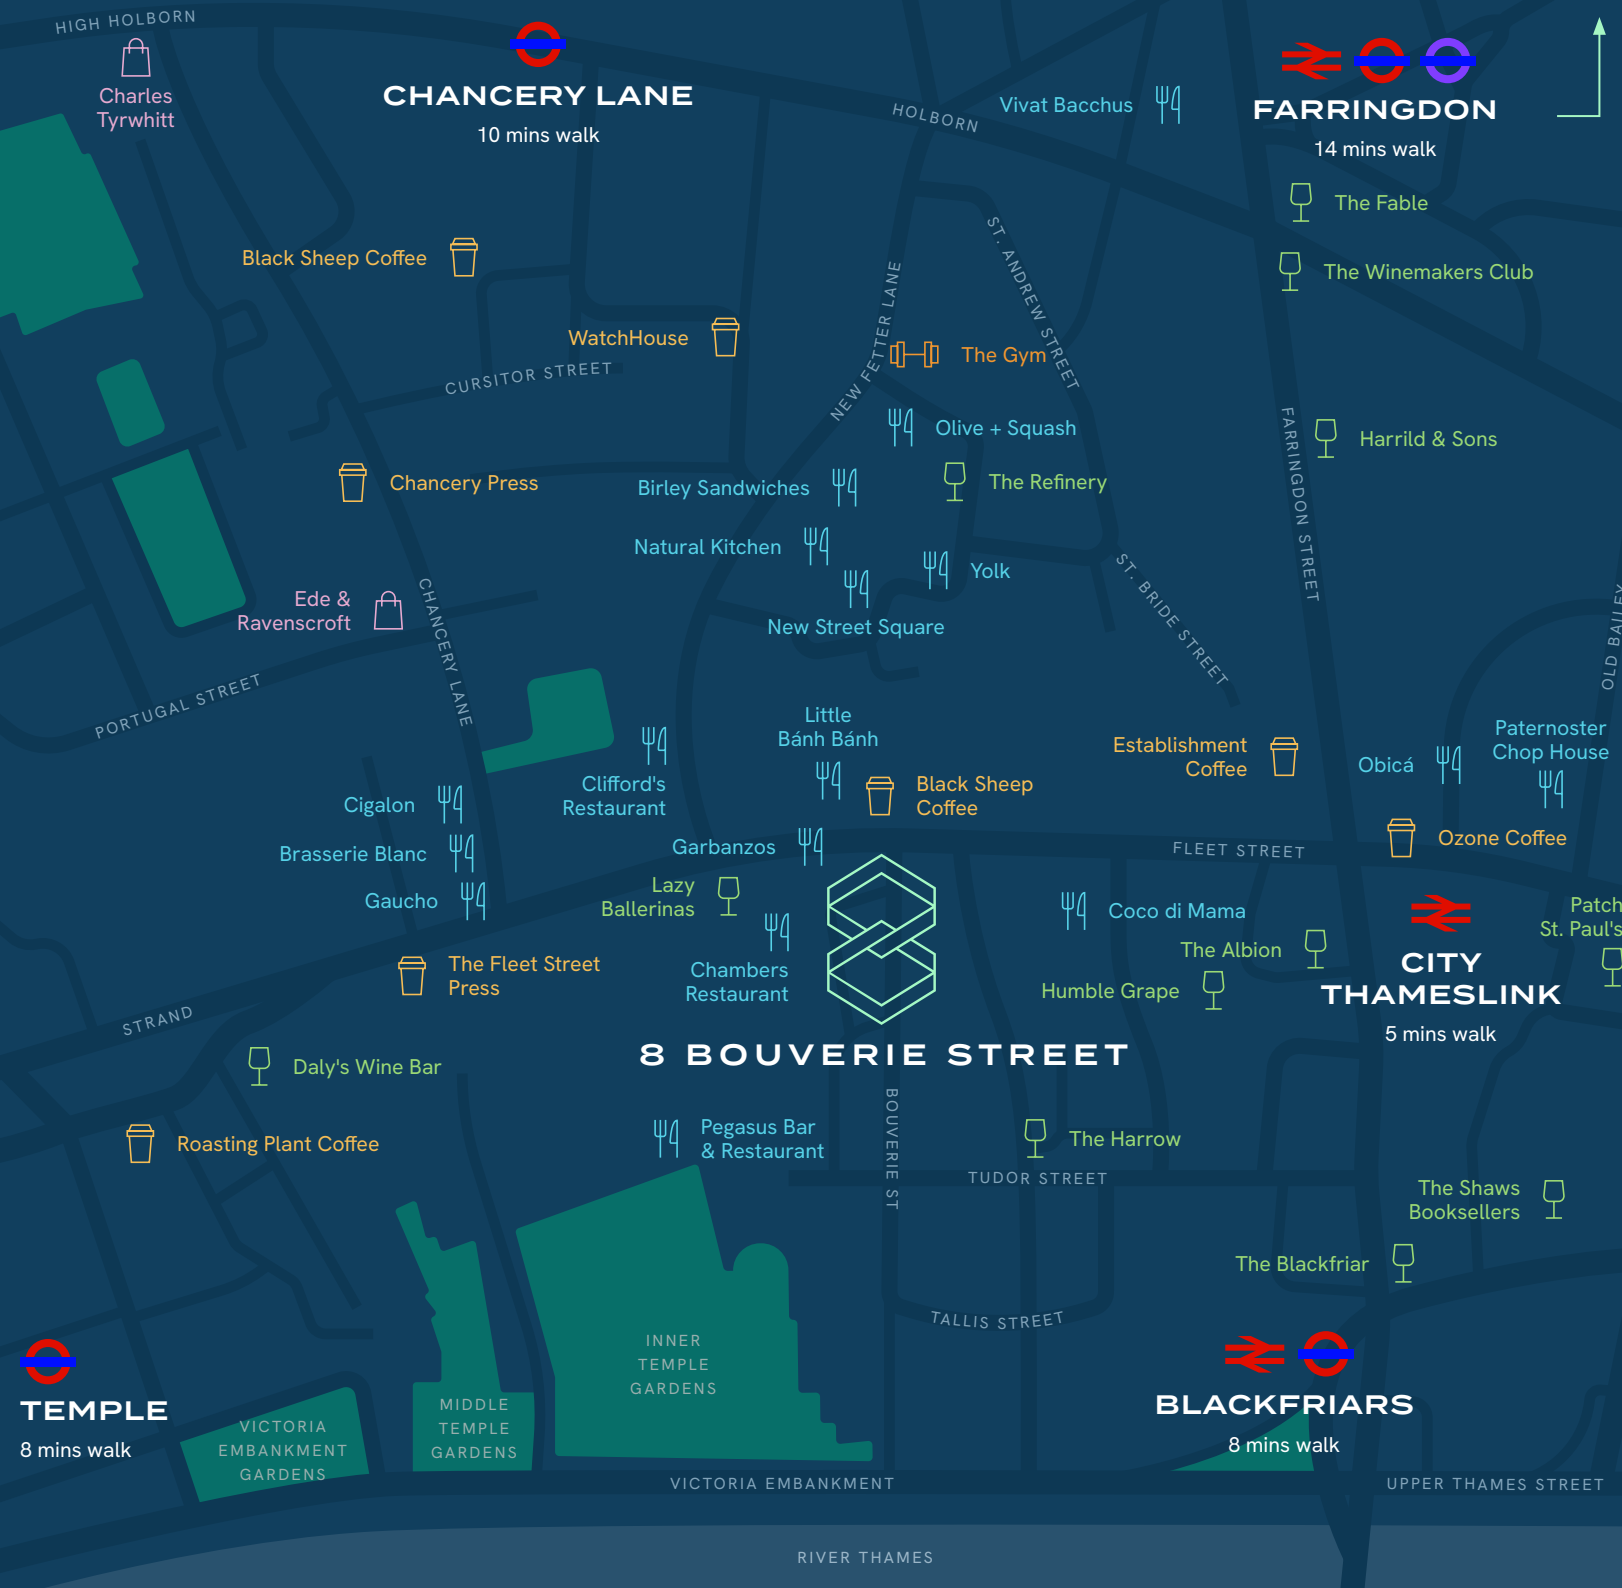 HIGH HOLBORN
Charles
Tyrwhitt
CHANCERY LANE
10 mins walk
HOLBORN
Vivat Bacchus
FARRINGDON
14 mins walk
The Fable
The Winemakers Club
Black Sheep Coffee
WatchHouse
CURSITOR STREET
NEW FETTER LANE
ST. ANDREW STREET
The Gym
Olive + Squash
The Refinery
FARRINGDON STREET
Harrild & Sons
Chancery Press
Birley Sandwiches
Natural Kitchen
Yolk
New Street Square
ST. BRIDE STREET
OLD BAILEY
Ede &
Ravenscroft
CHANCERY LANE
PORTUGAL STREET
Little
Bánh Bánh
Clifford's
Restaurant
Black Sheep
Coffee
Establishment
Coffee
Obicá
Paternoster
Chop House
Cigalon
Brasserie Blanc
Gaucho
Garbanzos
Lazy
Ballerinas
Chambers
Restaurant
FLEET STREET
Ozone Coffee
Coco di Mama
The Albion
Humble Grape
CITY
THAMESLINK
5 mins walk
Patch
St. Paul's
The Fleet Street
Press
STRAND
8 BOUVERIE STREET
Daly's Wine Bar
Roasting Plant Coffee
Pegasus Bar
& Restaurant
BOUVERIE ST
The Harrow
TUDOR STREET
The Shaws
Booksellers
The Blackfriar
TALLIS STREET
INNER
TEMPLE
GARDENS
MIDDLE
TEMPLE
GARDENS
VICTORIA
EMBANKMENT
GARDENS
TEMPLE
8 mins walk
BLACKFRIARS
8 mins walk
VICTORIA EMBANKMENT
UPPER THAMES STREET
RIVER THAMES